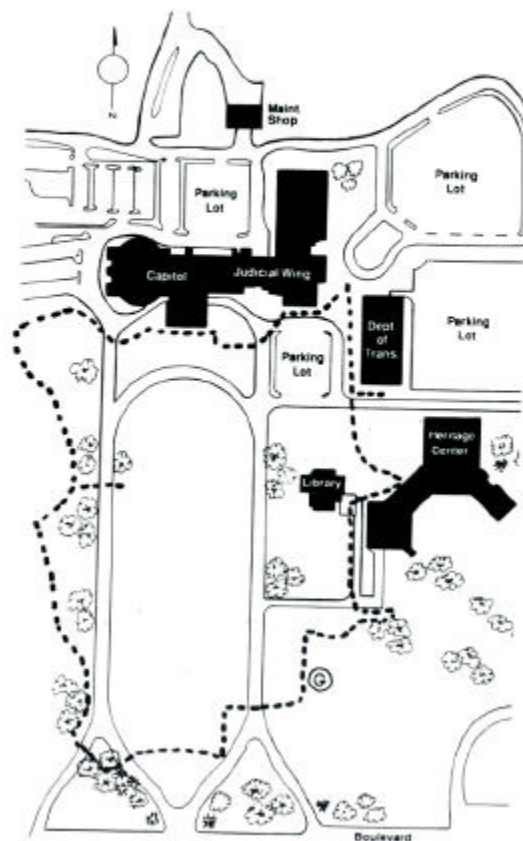 N
Maint.
Shop
Parking
Lot
Parking
Lot
Capitol
Judicial Wing
Dept
of
Trans.
Parking
Lot
Parking
Lot
Heritage
Center
Library
G
Boulevard